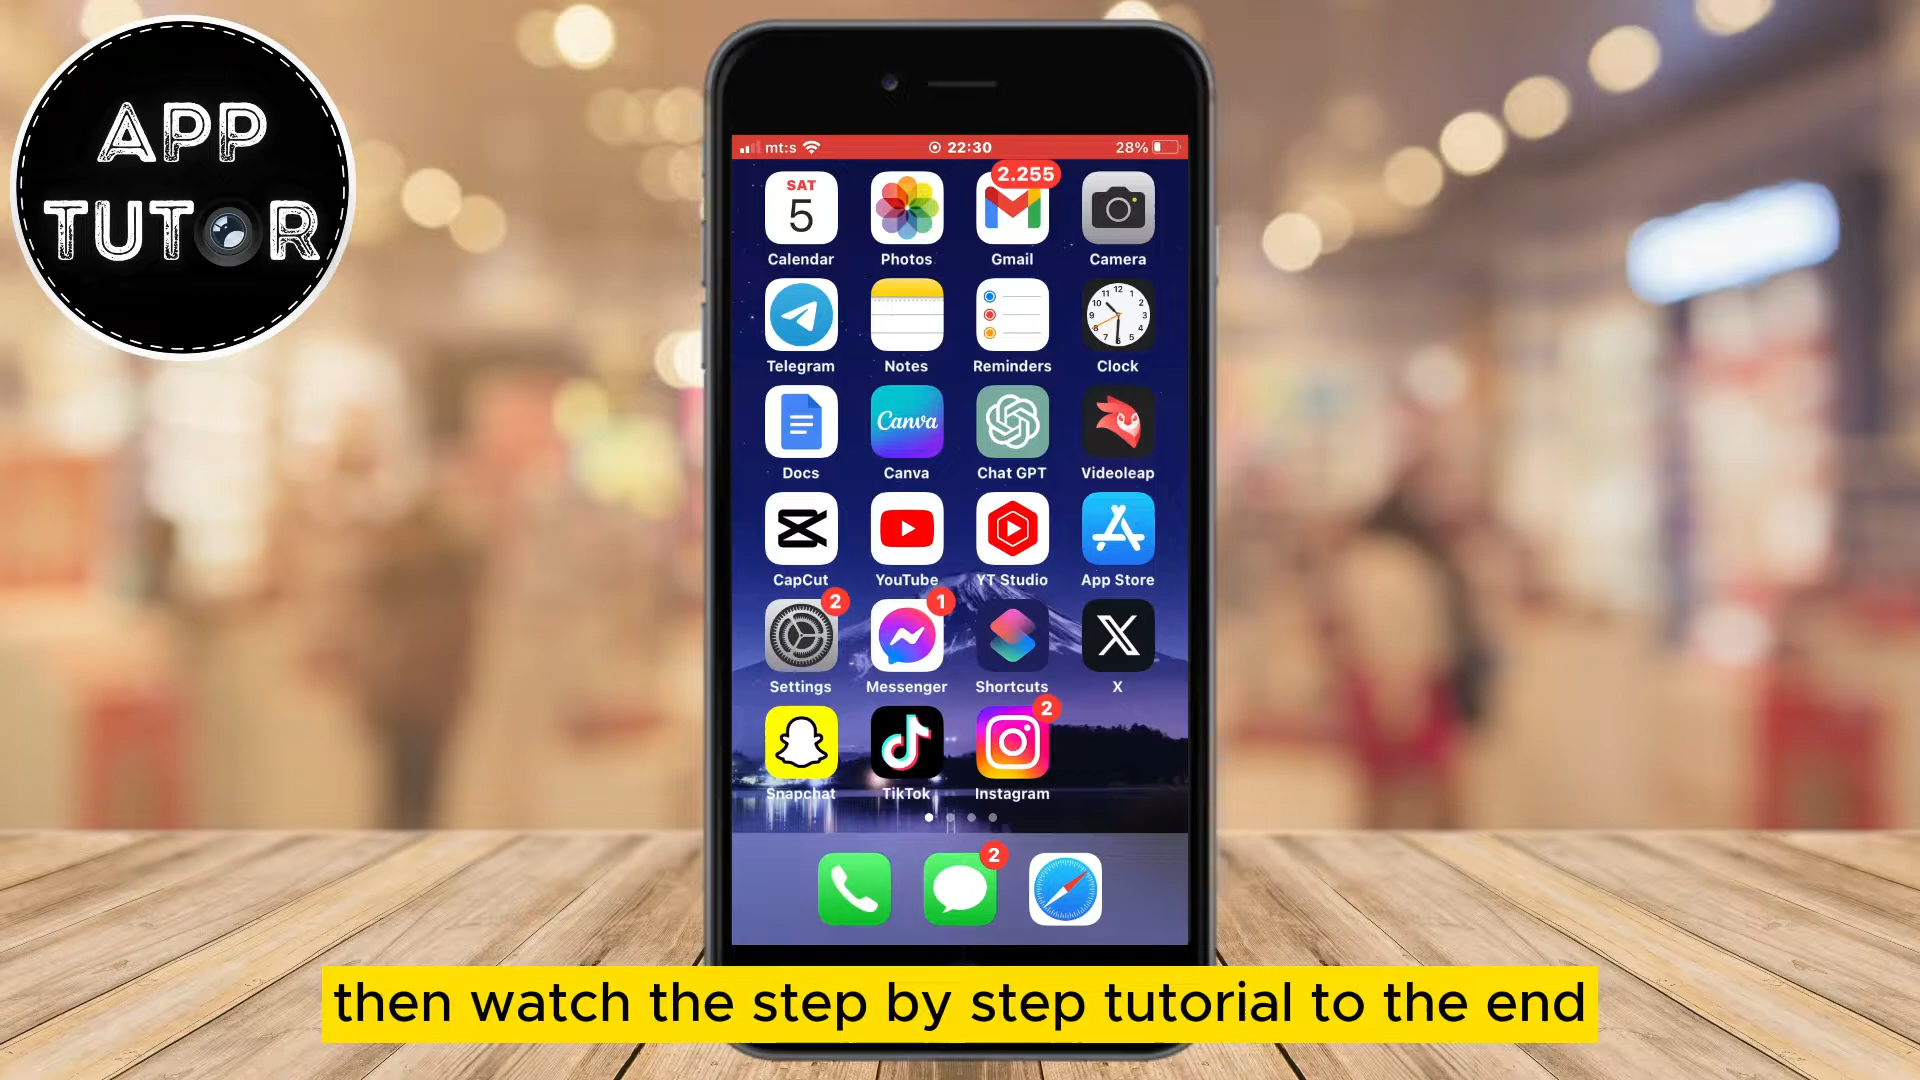 APP
TUTOR
mt:s 22:30 28%
SAT
5
2.255
Calendar Photos Gmail Camera
Telegram Notes Reminders Clock
Canva
Docs Canva Chat GPT Videoleap
CapCut YouTube YT Studio App Store
2 1
Settings Messenger Shortcuts X
2
Snapchat TikTok Instagram
2
then watch the step by step tutorial to the end